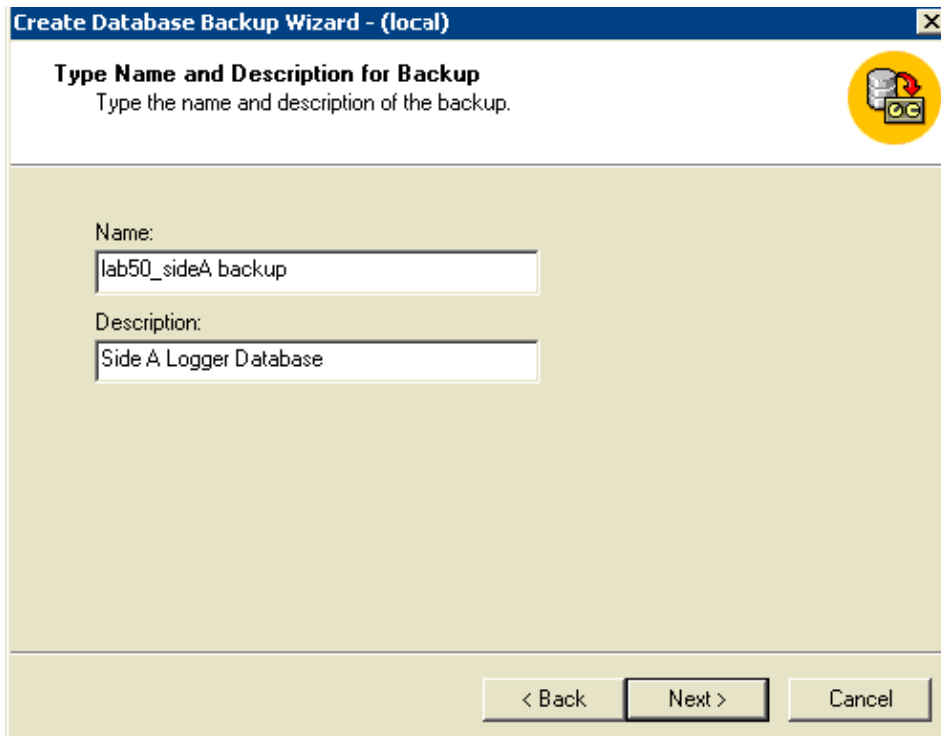 Create Database Backup Wizard - (local)
Type Name and Description for Backup
Type the name and description of the backup.
Name:
lab50_sideA backup
Description:
Side A Logger Database
< Back
Next >
Cancel